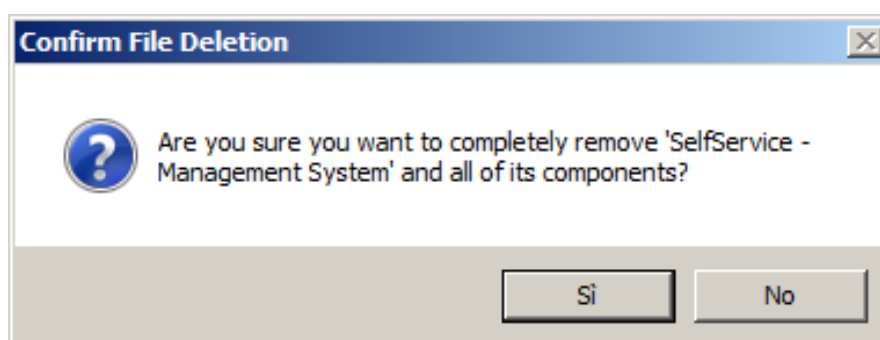 Confirm File Deletion
Are you sure you want to completely remove 'SelfService -
Management System' and all of its components?
Sì
No